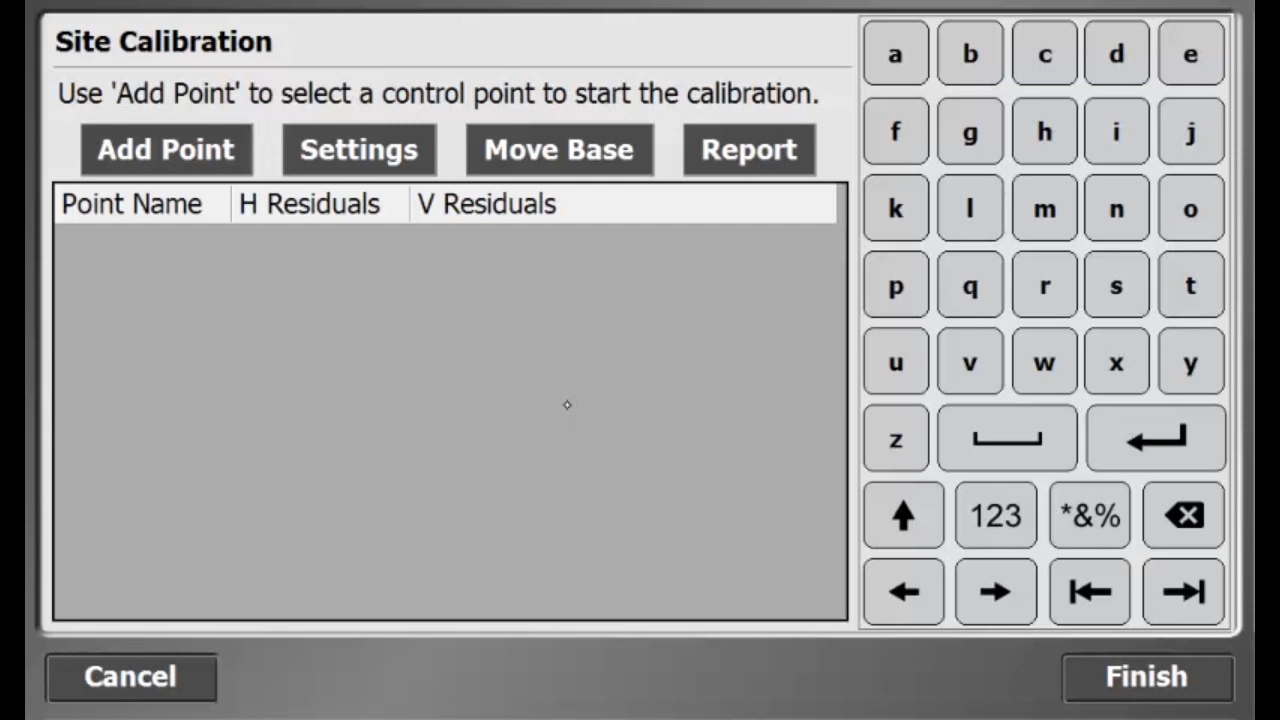 Site Calibration
Use 'Add Point' to select a control point to start the calibration.
Add Point Settings Move Base Report
Point Name H Residuals V Residuals
a b c d e
f g h i j
k l m n o
p q r s t
u v w x y
z
123 *&%
Cancel Finish